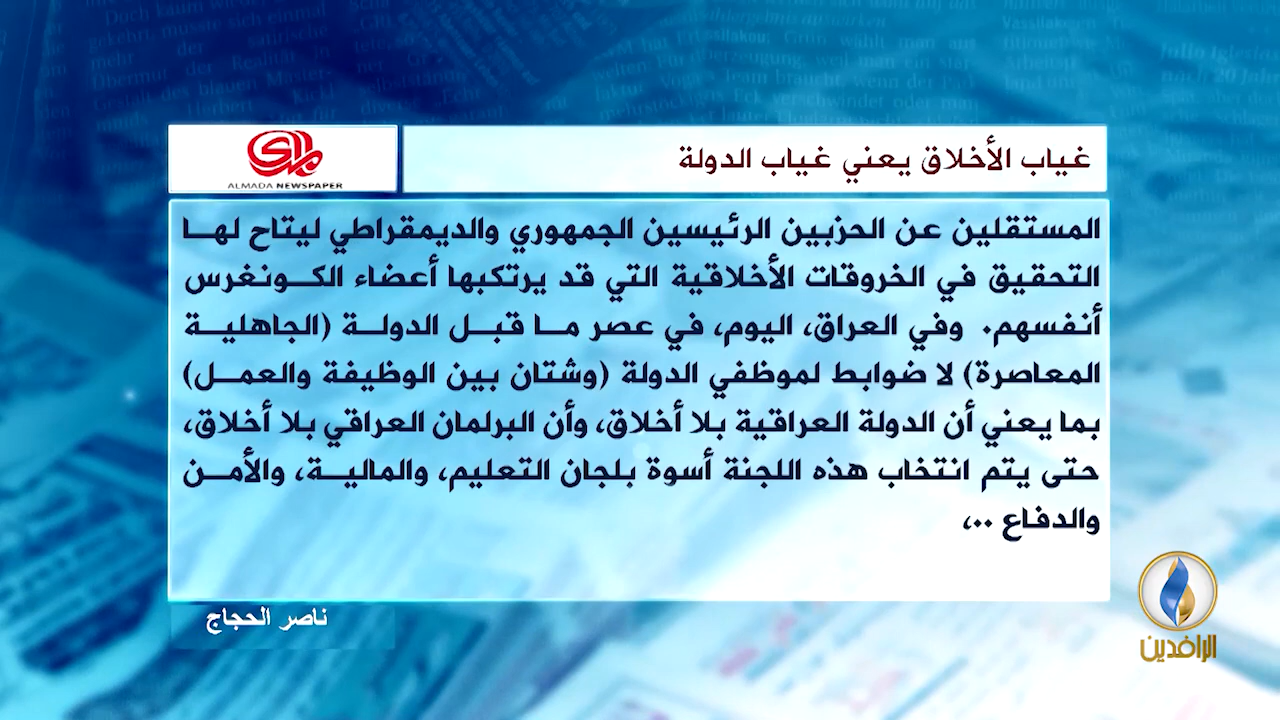 غياب الأخلاق يعني غياب الدولة
المدى
ALMADA NEWSPAPER
المستقلين عن الحزبين الرئيسين الجمهوري والديمقراطي ليتاح لهـا
التحقيق في الخروقات الأخلاقية التي قد يرتكبها أعضاء الكـونغرس
أنفسهم. وفي العراق، اليوم، في عصر مـا قبـل الدولـة (الجاهليـة
المعاصرة) لا ضوابط لموظفي الدولة (وشتان بين الوظيفة والعمـل)
بما يعني أن الدولة العراقية بلا أخلاق، وأن البرلمان العراقي بلا أخلاق،
حتى يتم انتخاب هذه اللجنة أسوة بلجان التعليم، والماليـة، والأمـن
والدفاع ..،
ناصر الحجاج
الرافدين